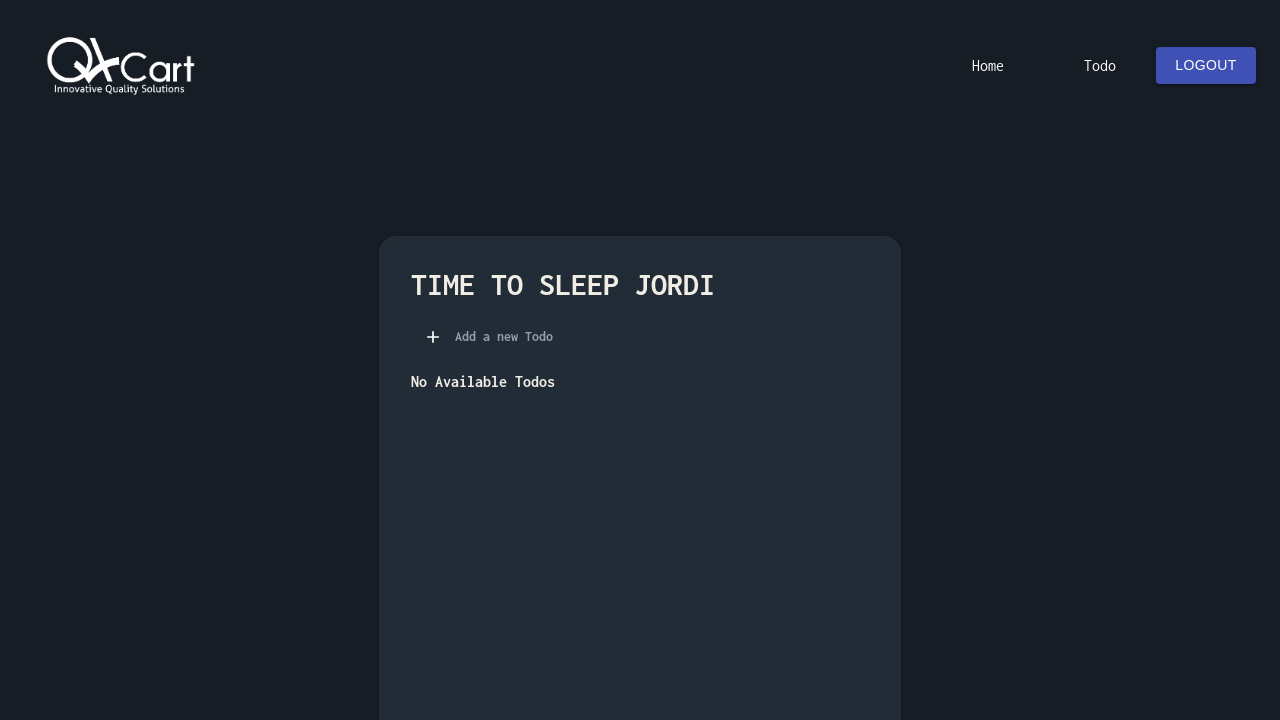 QACart
Innovative Quality Solutions
Home
Todo
LOGOUT
TIME TO SLEEP JORDI
+ Add a new Todo
No Available Todos